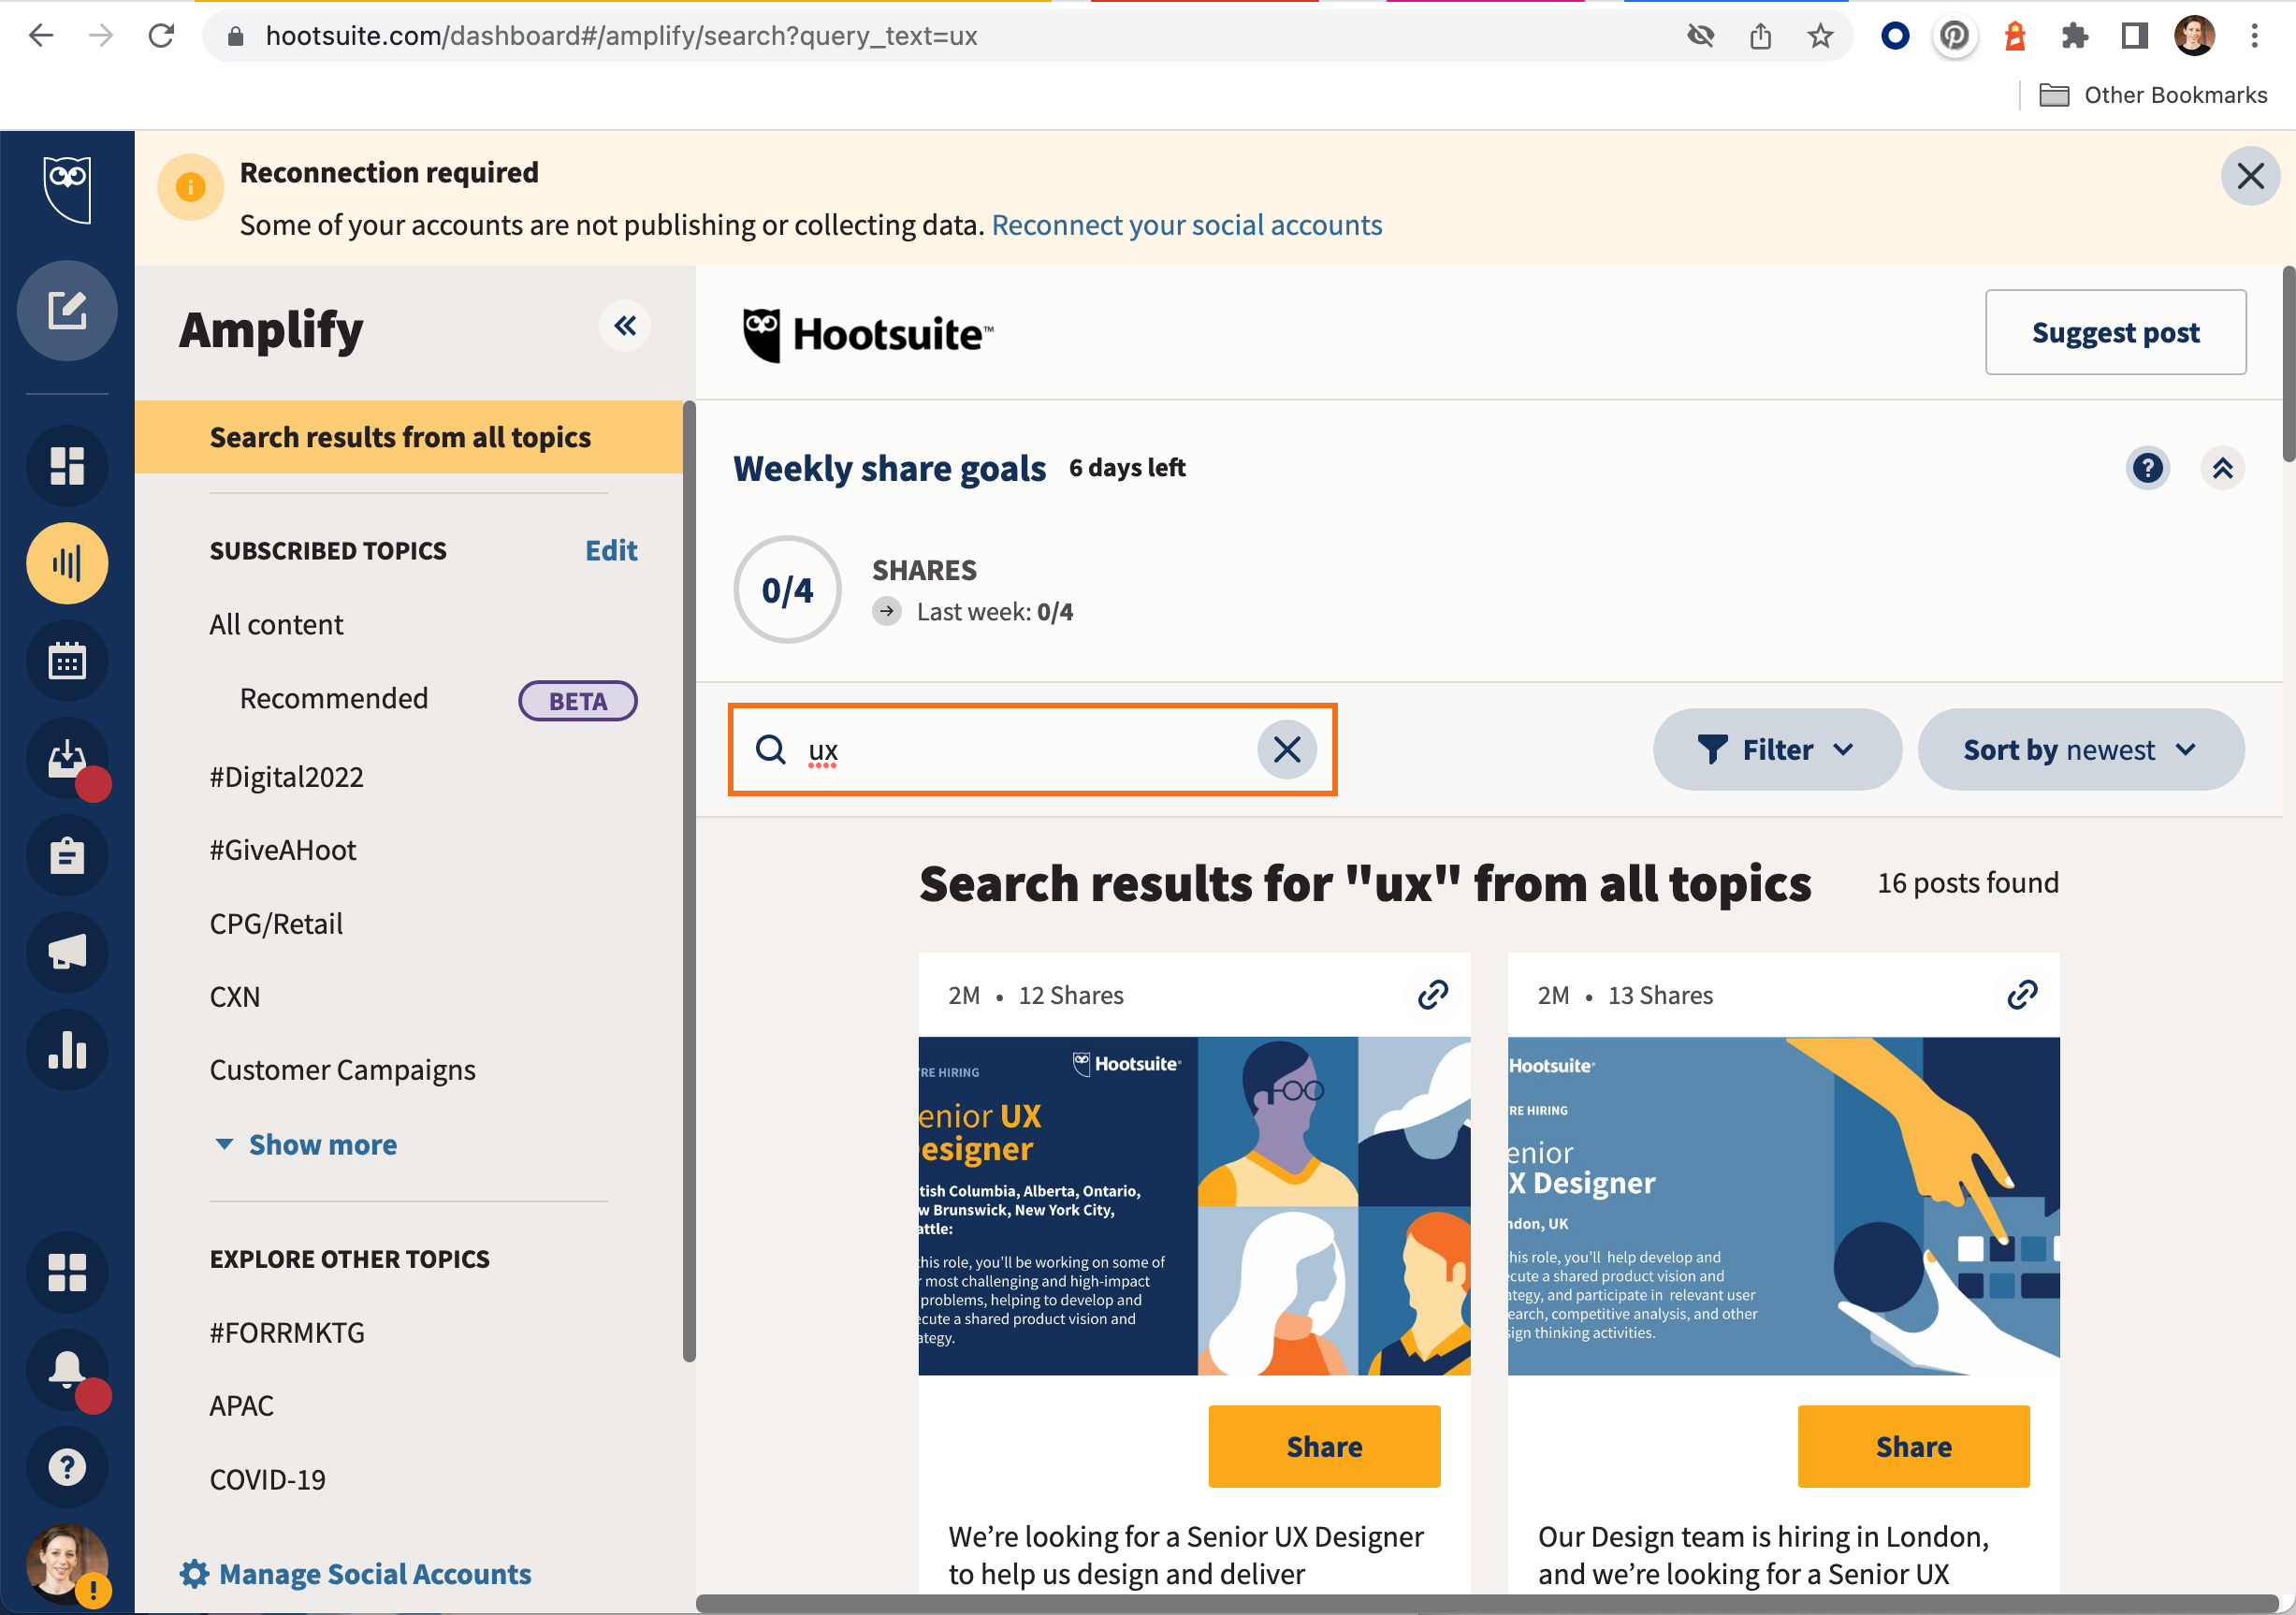 hootsuite.com/dashboard#/amplify/search?query_text=ux
Other Bookmarks
Reconnection required
Some of your accounts are not publishing or collecting data. Reconnect your social accounts
Amplify
Search results from all topics
SUBSCRIBED TOPICS Edit
All content
Recommended BETA
#Digital2022
#GiveAHoot
CPG/Retail
CXN
Customer Campaigns
Show more
EXPLORE OTHER TOPICS
#FORRMKTG
APAC
COVID-19
Manage Social Accounts
Hootsuite™
Suggest post
Weekly share goals 6 days left
0/4
SHARES
Last week: 0/4
ux
Filter
Sort by newest
Search results for "ux" from all topics 16 posts found
2M • 12 Shares
'RE HIRING
Hootsuite®
enior UX
esigner
tish Columbia, Alberta, Ontario,
w Brunswick, New York City,
attle:
his role, you'll be working on some of
r most challenging and high-impact
problems, helping to develop and
ecute a shared product vision and
ategy.
Share
We're looking for a Senior UX Designer
to help us design and deliver
2M • 13 Shares
Hootsuite®
RE HIRING
enior
X Designer
ndon, UK
his role, you'll help develop and
cute a shared product vision and
ategy, and participate in relevant user
earch, competitive analysis, and other
ign thinking activities.
Share
Our Design team is hiring in London,
and we're looking for a Senior UX